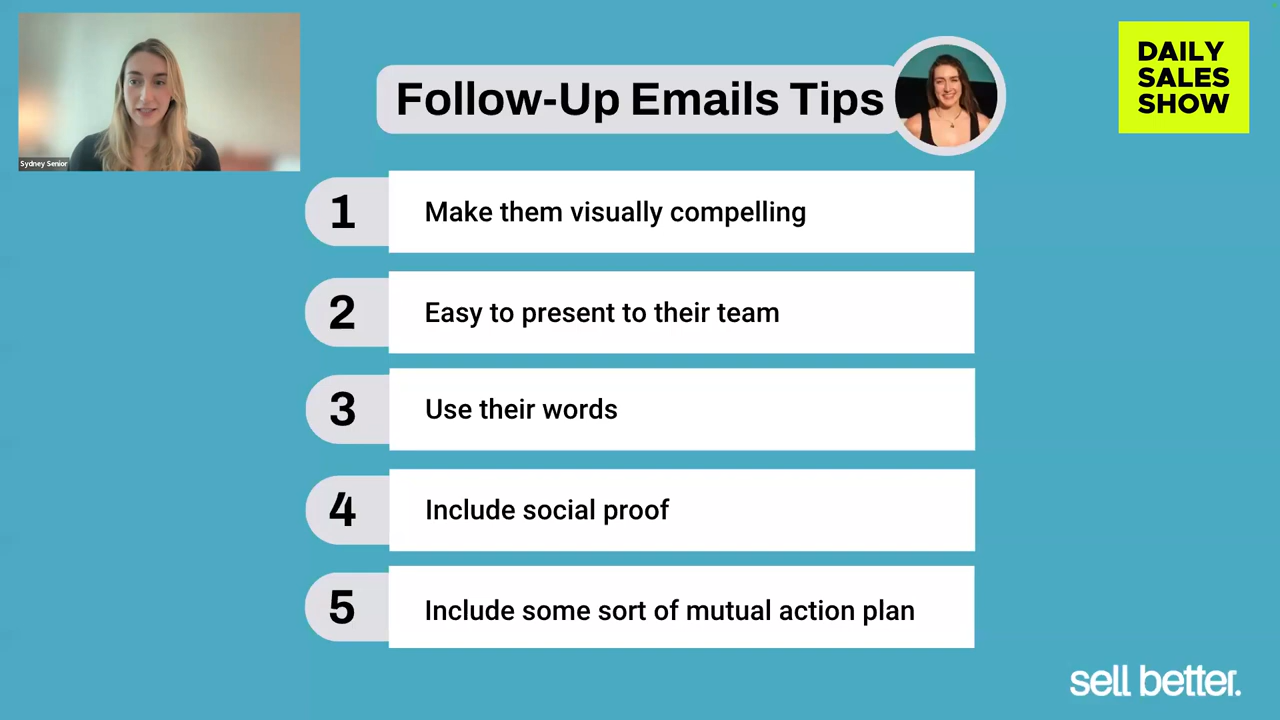 Sydney Senior
Follow-Up Emails Tips
DAILY
SALES
SHOW
1
Make them visually compelling
2
Easy to present to their team
3
Use their words
4
Include social proof
5
Include some sort of mutual action plan
sell better.